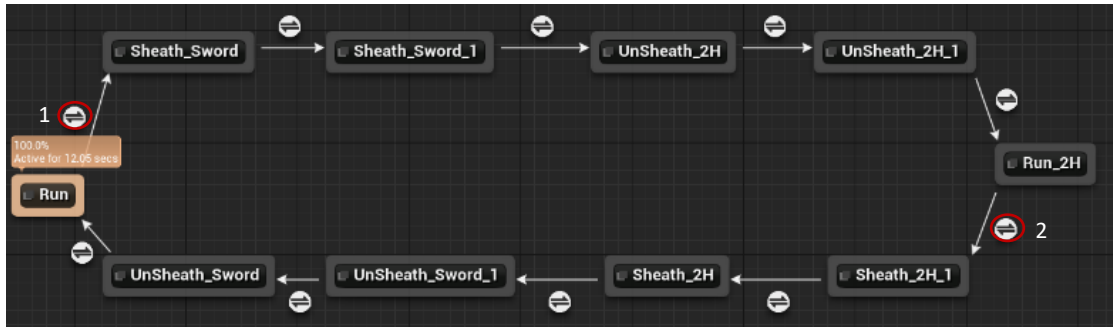 Sheath_Sword
Sheath_Sword_1
UnSheath_2H
UnSheath_2H_1
1
100.0%
Active for 12.05 secs
Run
Run_2H
2
UnSheath_Sword
UnSheath_Sword_1
Sheath_2H
Sheath_2H_1